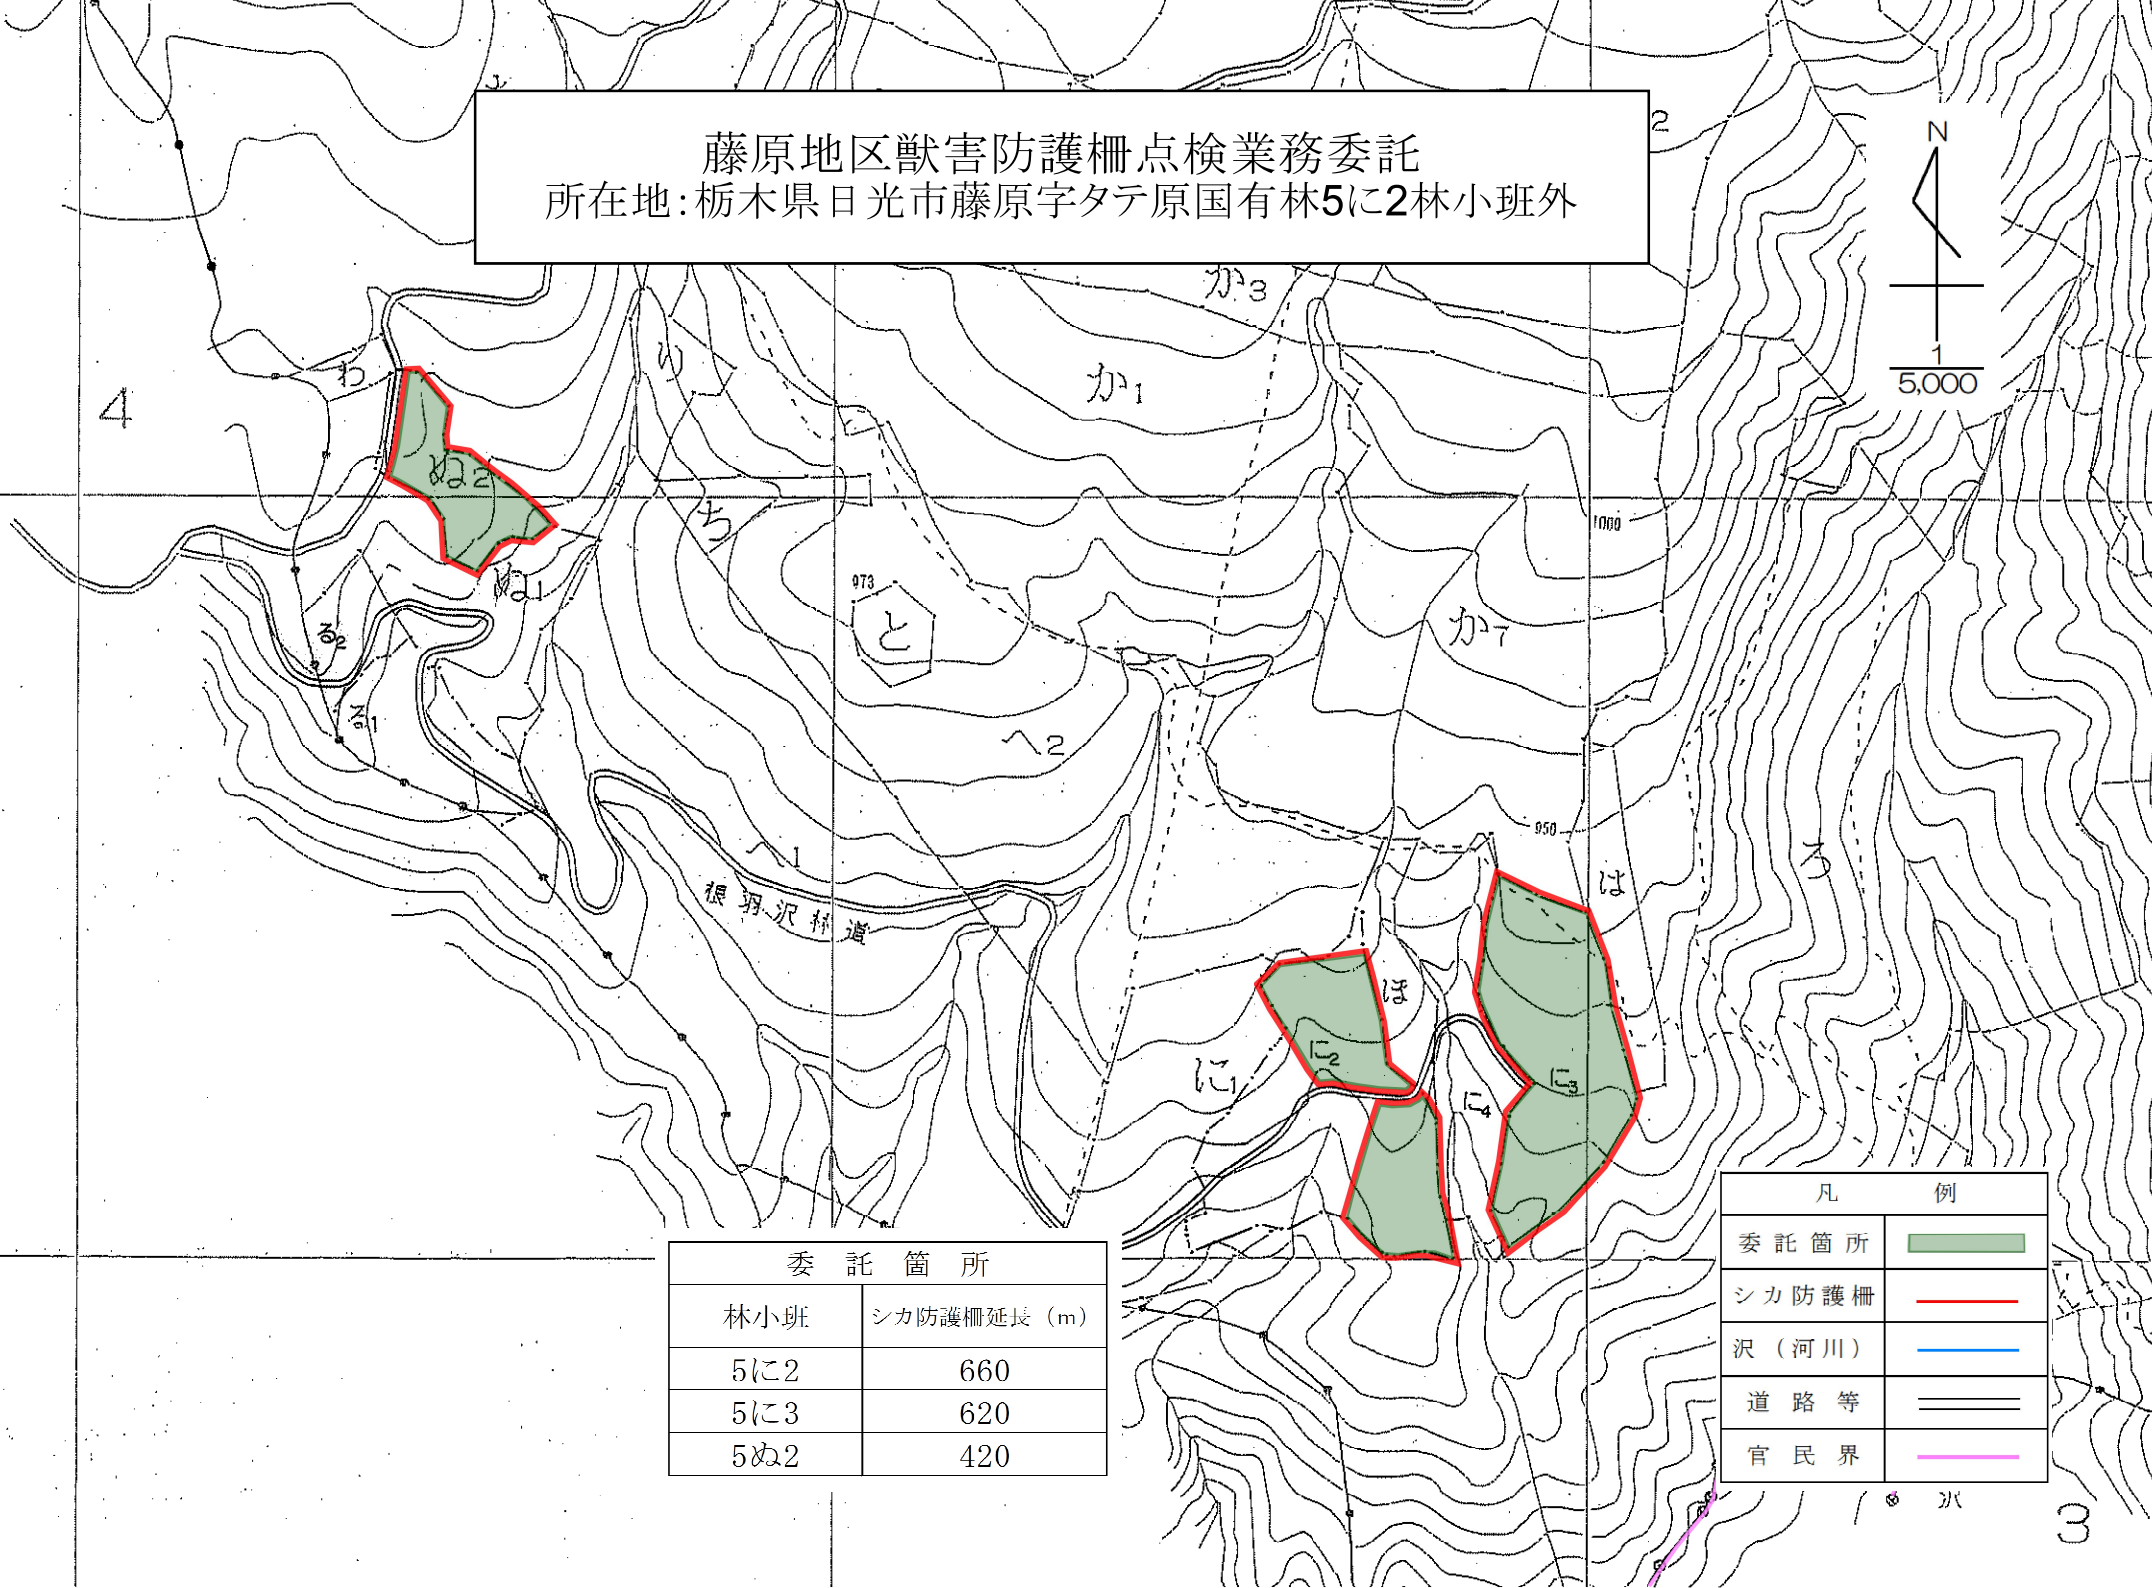 藤原地区獣害防護柵点検業務委託
所在地:栃木県日光市藤原字タテ原国有林5に2林小班外
2
N
1
5,000
か3
り
わ
か1
4
ぬ2
ち
1000
973
ぬ1
と
か7
る2
る1
へ2
950
へ1
ろ
は
根羽沢林道
ほ
に2
に1
に3
に4
凡 例
委託箇所
シカ防護柵
沢(河川)
道路等
官民界
委託箇所
林小班 シカ防護柵延長(m)
5に2 660
5に3 620
5ぬ2 420
沢
3